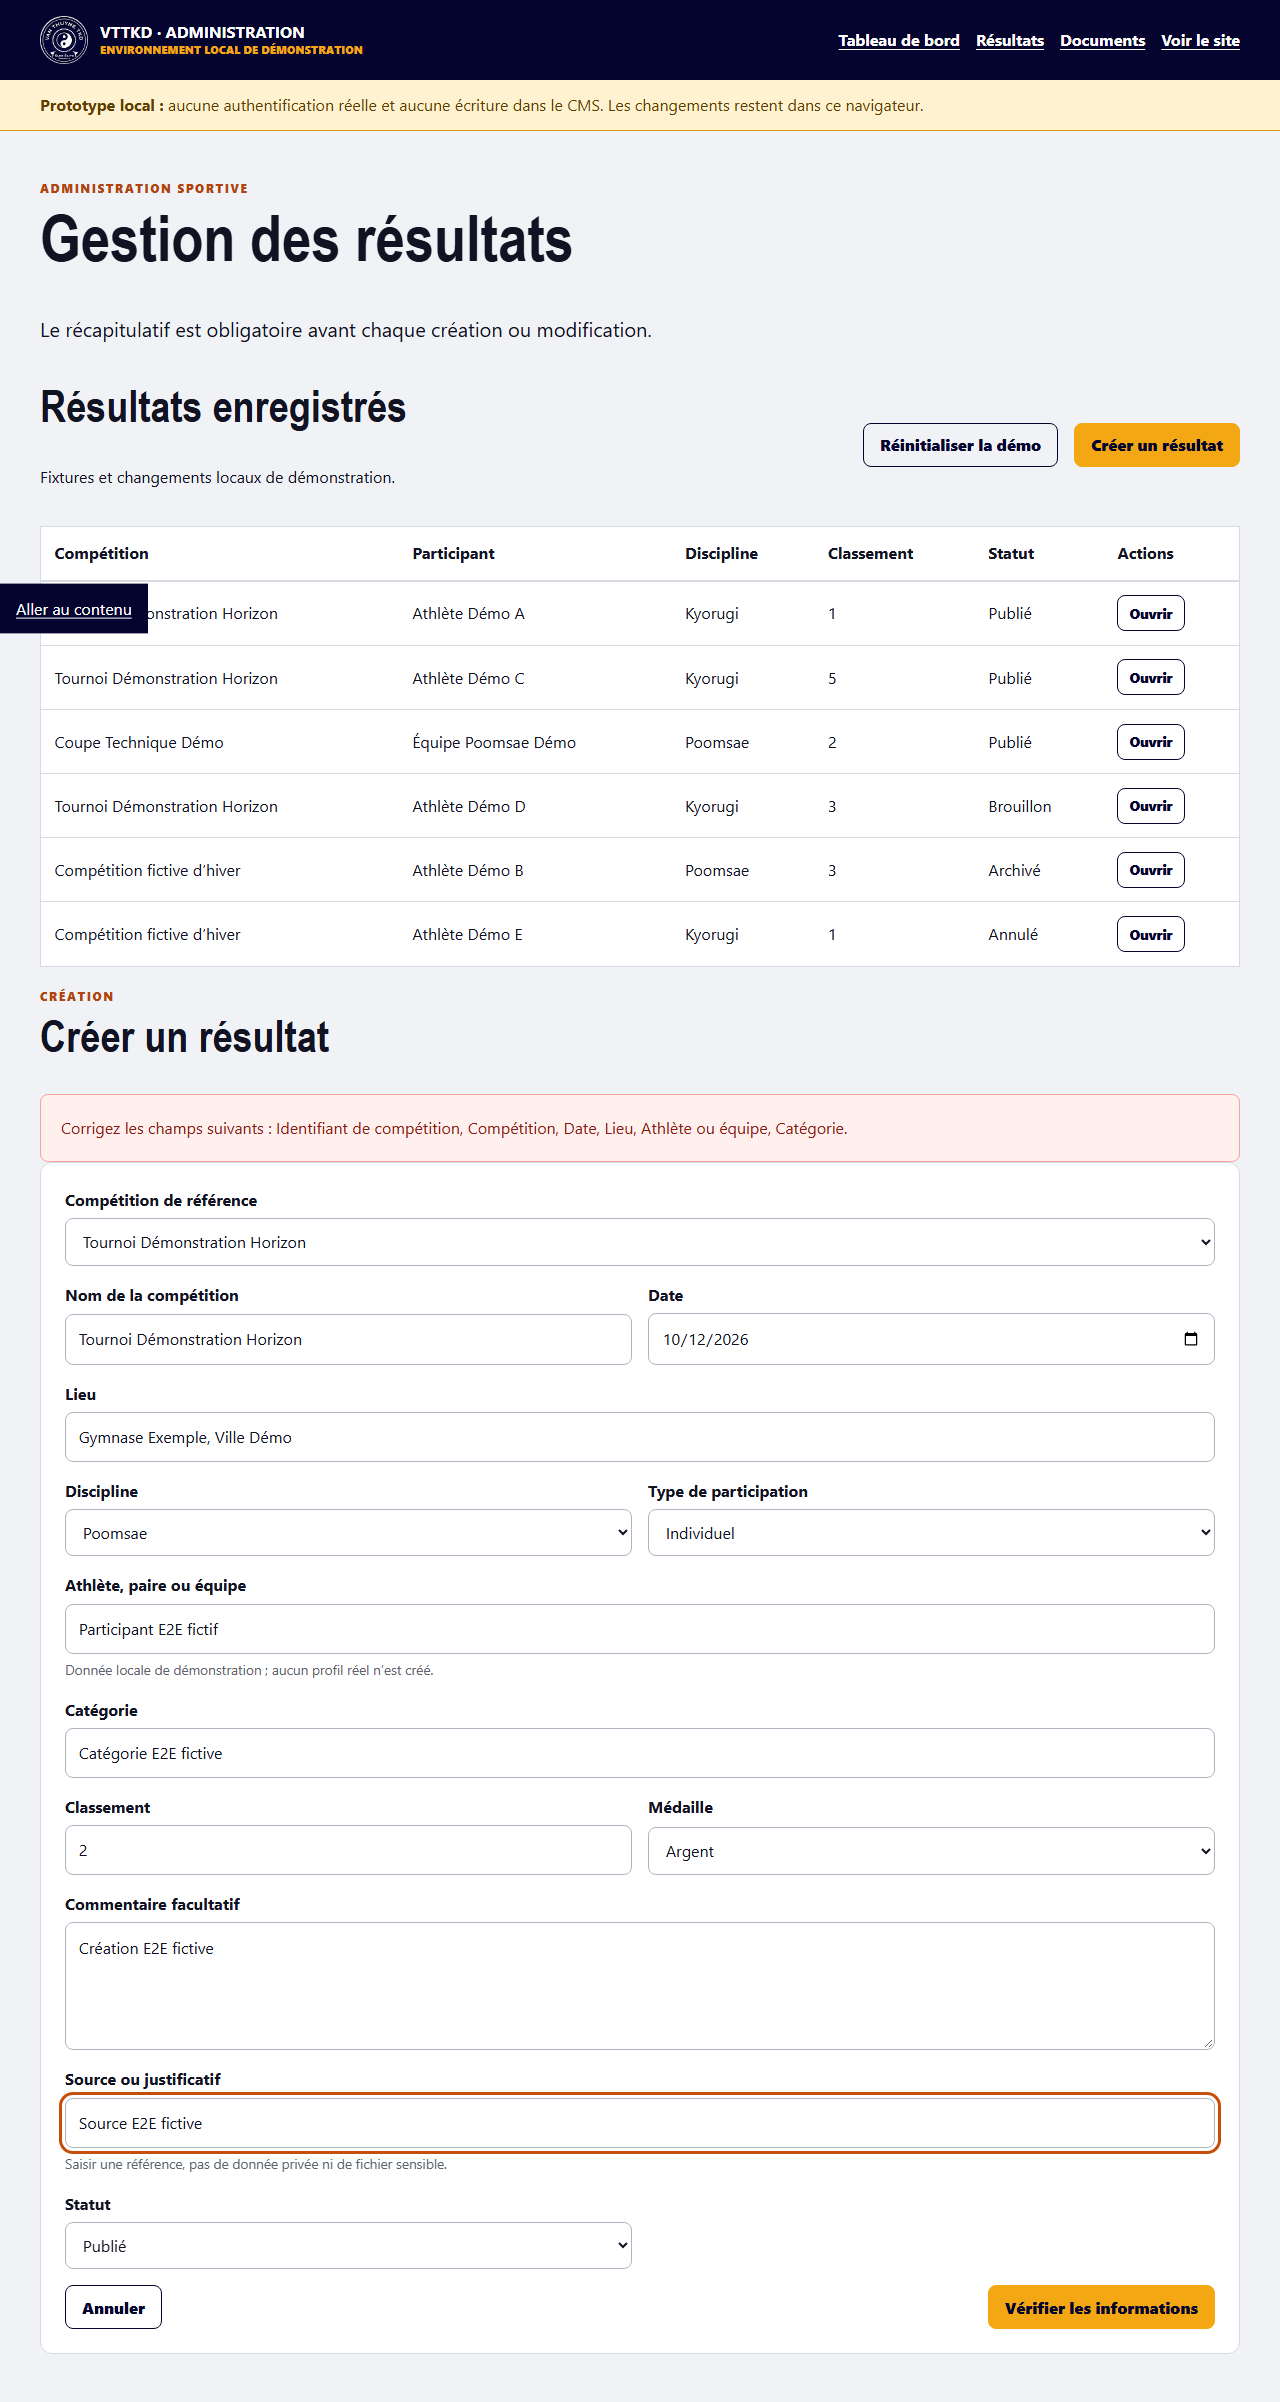 VTTKD · ADMINISTRATION
ENVIRONNEMENT LOCAL DE DÉMONSTRATION
Tableau de bord Résultats Documents Voir le site
Prototype local : aucune authentification réelle et aucune écriture dans le CMS. Les changements restent dans ce navigateur.
ADMINISTRATION SPORTIVE
Gestion des résultats
Le récapitulatif est obligatoire avant chaque création ou modification.
Résultats enregistrés
Réinitialiser la démo Créer un résultat
Fixtures et changements locaux de démonstration.
Compétition Participant Discipline Classement Statut Actions
Aller au contenu
onstration Horizon Athlète Démo A Kyorugi 1 Publié Ouvrir
Tournoi Démonstration Horizon Athlète Démo C Kyorugi 5 Publié Ouvrir
Coupe Technique Démo Équipe Poomsae Démo Poomsae 2 Publié Ouvrir
Tournoi Démonstration Horizon Athlète Démo D Kyorugi 3 Brouillon Ouvrir
Compétition fictive d’hiver Athlète Démo B Poomsae 3 Archivé Ouvrir
Compétition fictive d’hiver Athlète Démo E Kyorugi 1 Annulé Ouvrir
CRÉATION
Créer un résultat
Corrigez les champs suivants : Identifiant de compétition, Compétition, Date, Lieu, Athlète ou équipe, Catégorie.
Compétition de référence
Tournoi Démonstration Horizon
Nom de la compétition Date
Tournoi Démonstration Horizon 10/12/2026
Lieu
Gymnase Exemple, Ville Démo
Discipline Type de participation
Poomsae Individuel
Athlète, paire ou équipe
Participant E2E fictif
Donnée locale de démonstration ; aucun profil réel n’est créé.
Catégorie
Catégorie E2E fictive
Classement Médaille
2 Argent
Commentaire facultatif
Création E2E fictive
Source ou justificatif
Source E2E fictive
Saisir une référence, pas de donnée privée ni de fichier sensible.
Statut
Publié
Annuler Vérifier les informations